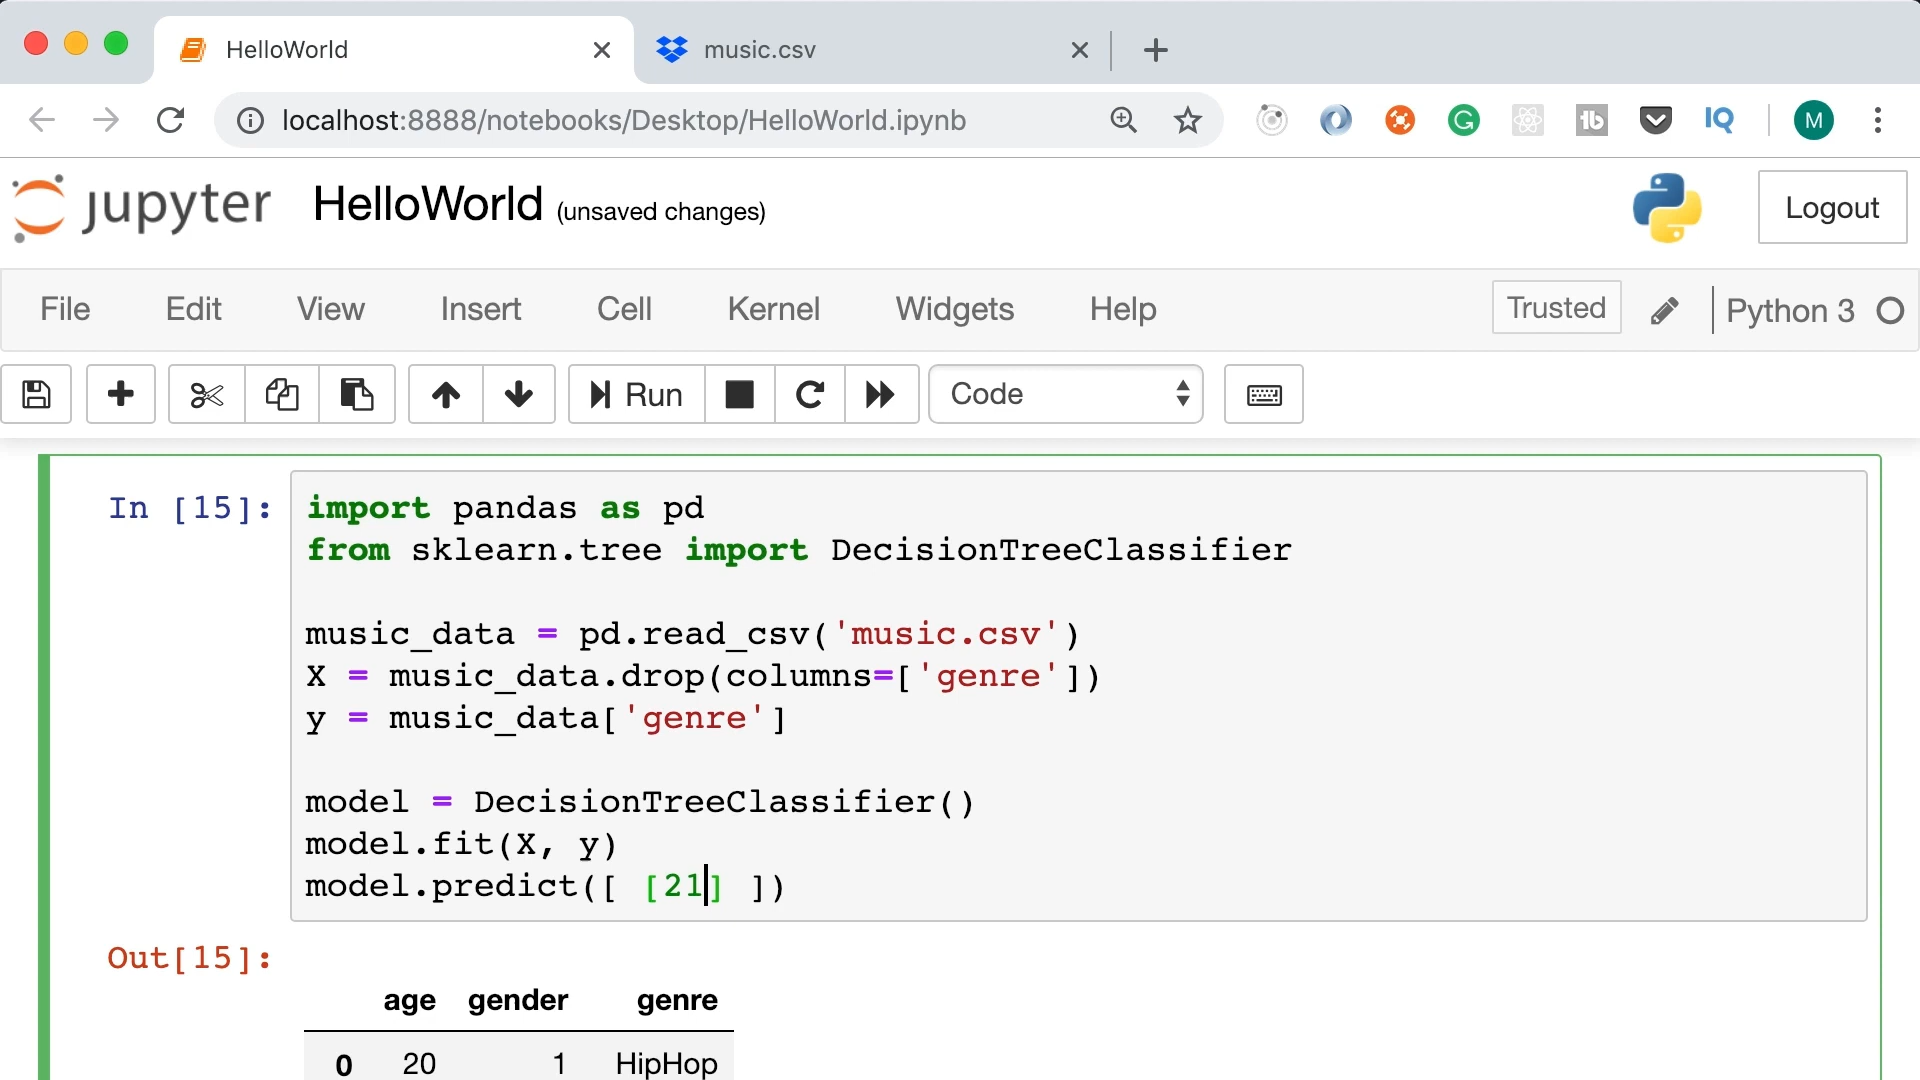 HelloWorld
music.csv
localhost:8888/notebooks/Desktop/HelloWorld.ipynb
G
tb
IQ
M
jupyter HelloWorld (unsaved changes)
Logout
File Edit View Insert Cell Kernel Widgets Help Trusted Python 3
Run Code
In [15]:
import pandas as pd
from sklearn.tree import DecisionTreeClassifier
music_data = pd.read_csv('music.csv')
X = music_data.drop(columns=['genre'])
y = music_data['genre']
model = DecisionTreeClassifier()
model.fit(X, y)
model.predict([ [21] ])
Out[15]:
age gender genre
0 20 1 HipHop